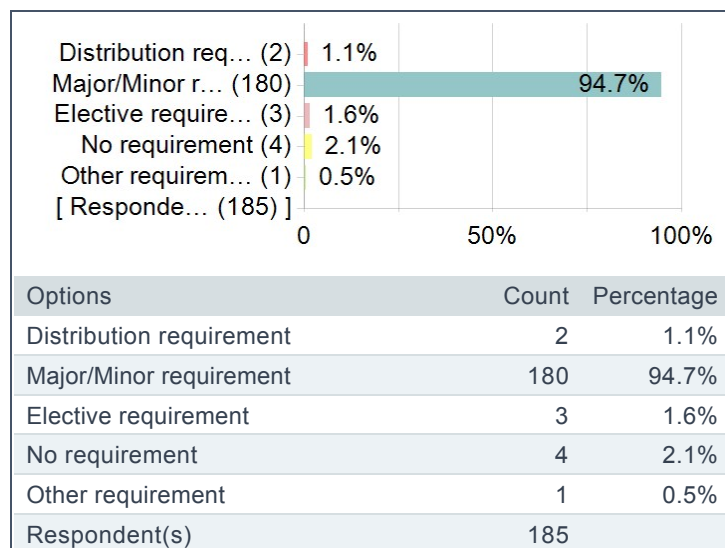 Distribution req… (2) 1.1%
Major/Minor r… (180) 94.7%
Elective require… (3) 1.6%
No requirement (4) 2.1%
Other requirem… (1) 0.5%
[ Responde… (185) ]
0 50% 100%
Options Count Percentage
Distribution requirement 2 1.1%
Major/Minor requirement 180 94.7%
Elective requirement 3 1.6%
No requirement 4 2.1%
Other requirement 1 0.5%
Respondent(s) 185